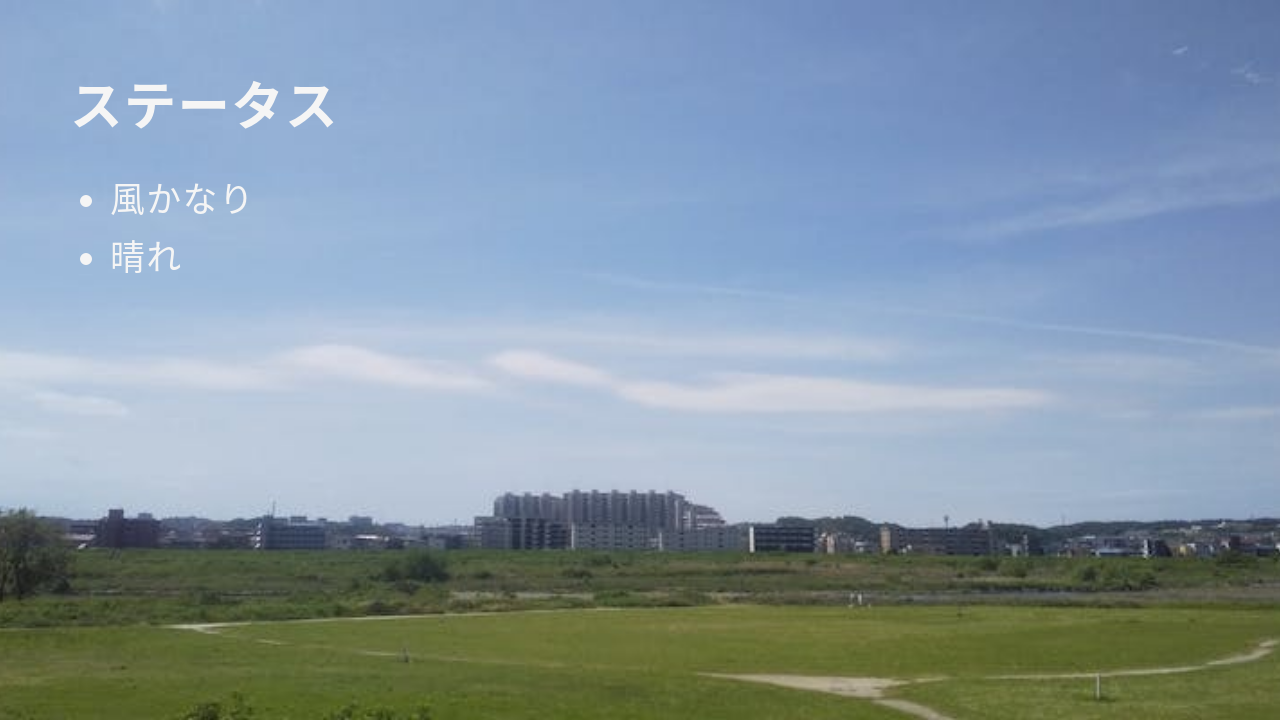 ステータス
• 風かなり
• 晴れ